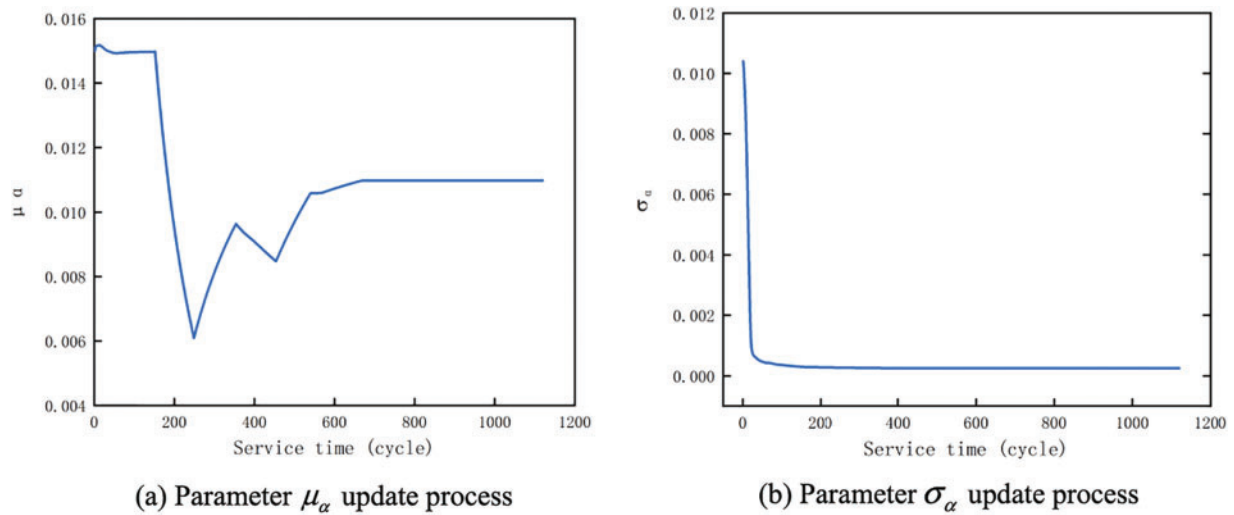 0.016
0.014
0.012
0.010
0.008
0.006
0.004
μ α
0 200 400 600 800 1000 1200
Service time (cycle)
(a) Parameter μα update process
0.012
0.010
0.008
0.006
0.004
0.002
0.000
σα
0 200 400 600 800 1000 1200
Service time (cycle)
(b) Parameter σα update process